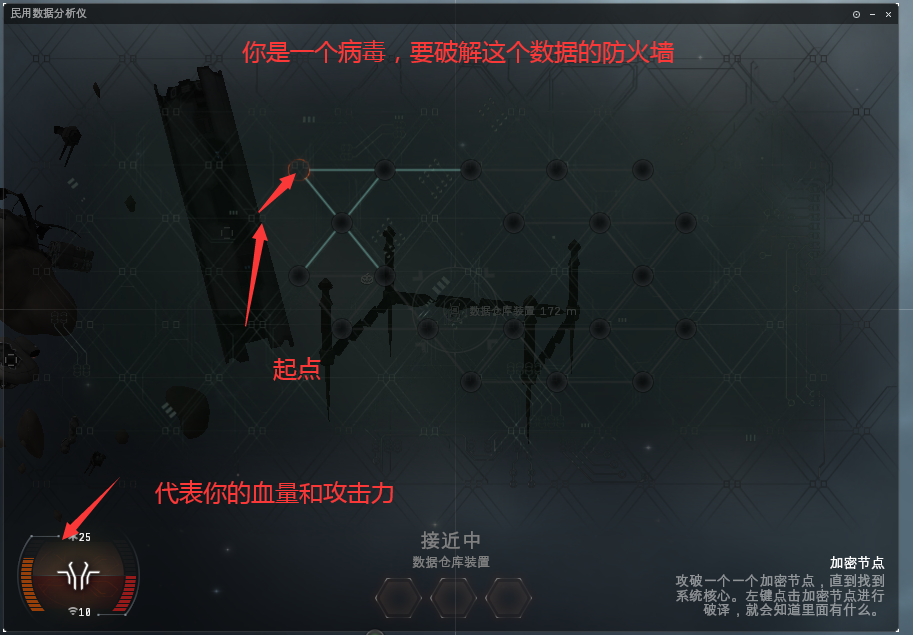 民用数据分析仪
你是一个病毒，要破解这个数据的防火墙
数据仓库装置 172 m
起点
代表你的血量和攻击力
25
10
接近中
数据仓库装置
加密节点
攻破一个一个加密节点，直到找到
系统核心。左键点击加密节点进行
破译，就会知道里面有什么。